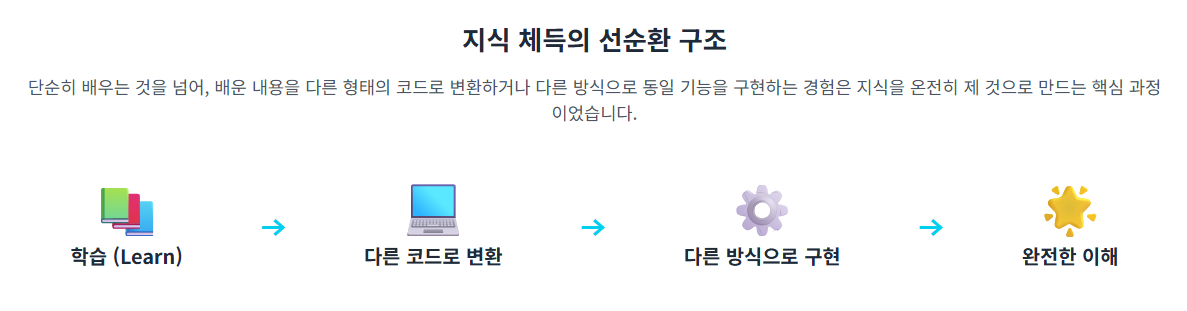 지식 체득의 선순환 구조
단순히 배우는 것을 넘어, 배운 내용을 다른 형태의 코드로 변환하거나 다른 방식으로 동일 기능을 구현하는 경험은 지식을 온전히 제 것으로 만드는 핵심 과정
이었습니다.
학습 (Learn)
다른 코드로 변환
다른 방식으로 구현
완전한 이해